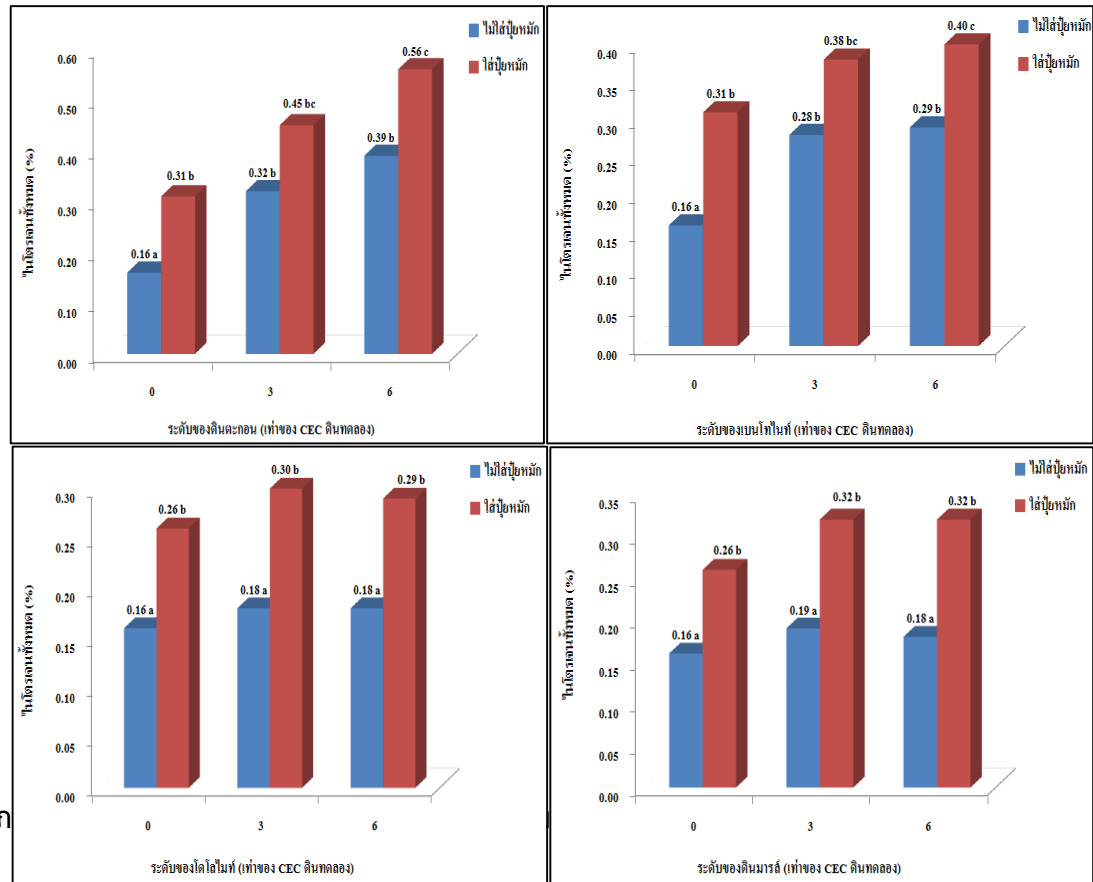 ไม่ใส่ปุ๋ยหมัก
ใส่ปุ๋ยหมัก
ไนโตรเจนทั้งหมด (%)
0.60
0.50
0.40
0.30
0.20
0.10
0.00
0.16 a
0.31 b
0.32 b
0.45 bc
0.39 b
0.56 c
0 3 6
ระดับของดินตะกอน (เท่าของ CEC ดินทดลอง)
ไม่ใส่ปุ๋ยหมัก
ใส่ปุ๋ยหมัก
ไนโตรเจนทั้งหมด (%)
0.40
0.35
0.30
0.25
0.20
0.15
0.10
0.05
0.00
0.16 a
0.31 b
0.28 b
0.38 bc
0.29 b
0.40 c
0 3 6
ระดับของเบนโทไนท์ (เท่าของ CEC ดินทดลอง)
ไม่ใส่ปุ๋ยหมัก
ใส่ปุ๋ยหมัก
ไนโตรเจนทั้งหมด (%)
0.30
0.25
0.20
0.15
0.10
0.05
0.00
0.16 a
0.26 b
0.18 a
0.30 b
0.18 a
0.29 b
0 3 6
ระดับของโดโลไมท์ (เท่าของ CEC ดินทดลอง)
ไม่ใส่ปุ๋ยหมัก
ใส่ปุ๋ยหมัก
ไนโตรเจนทั้งหมด (%)
0.35
0.30
0.25
0.20
0.15
0.10
0.05
0.00
0.16 a
0.26 b
0.19 a
0.32 b
0.18 a
0.32 b
0 3 6
ระดับของดินมารล์ (เท่าของ CEC ดินทดลอง)